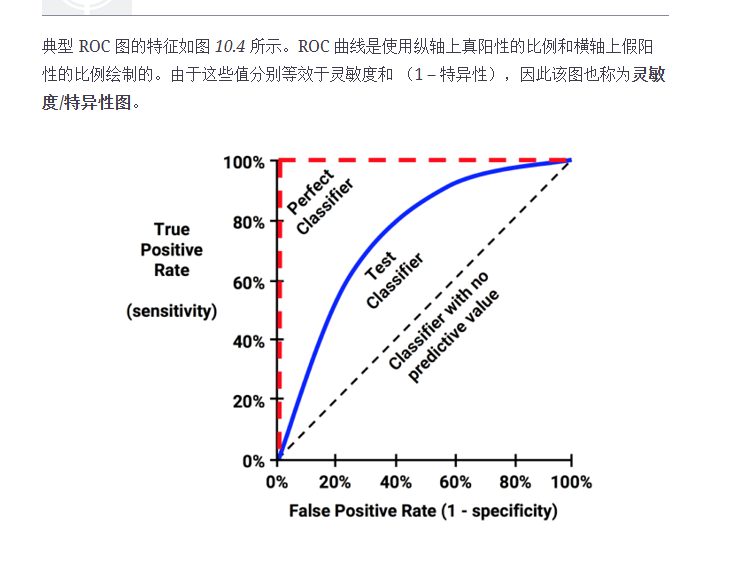 典型 ROC 图的特征如图 10.4 所示。ROC 曲线是使用纵轴上真阳性的比例和横轴上假阳
性的比例绘制的。由于这些值分别等效于灵敏度和 （1 – 特异性），因此该图也称为灵敏
度/特异性图。
100%
80%
60%
40%
20%
0%
True
Positive
Rate
(sensitivity)
Perfect
Classifier
Test
Classifier
Classifier with no
predictive value
0%
20%
40%
60%
80%
100%
False Positive Rate (1 - specificity)